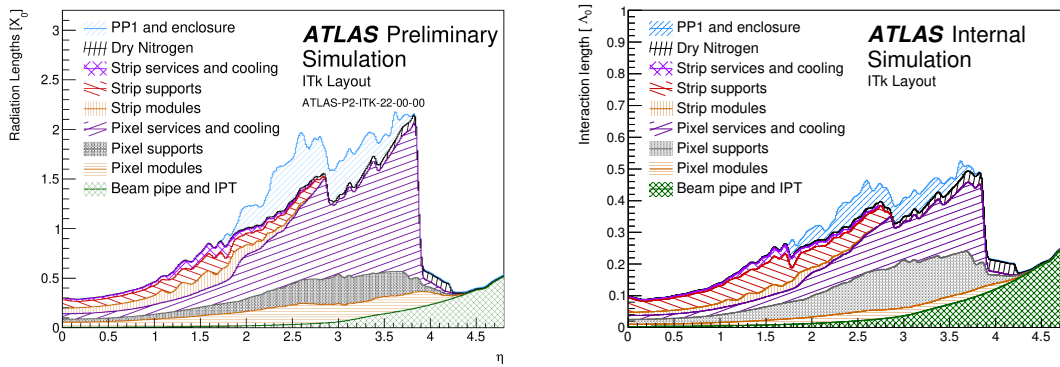 Radiation Lengths [X0]
3
2.5
2
1.5
1
0.5
0
0 0.5 1 1.5 2 2.5 3 3.5 4 4.5
η
PP1 and enclosure
Dry Nitrogen
Strip services and cooling
Strip supports
Strip modules
Pixel services and cooling
Pixel supports
Pixel modules
Beam pipe and IPT
ATLAS Preliminary
Simulation
ITk Layout
ATLAS-P2-ITK-22-00-00
Interaction length [ Λ0]
1
0.9
0.8
0.7
0.6
0.5
0.4
0.3
0.2
0.1
0
0 0.5 1 1.5 2 2.5 3 3.5 4 4.5
PP1 and enclosure
Dry Nitrogen
Strip services and cooling
Strip supports
Strip modules
Pixel services and cooling
Pixel supports
Pixel modules
Beam pipe and IPT
ATLAS Internal
Simulation
ITk Layout